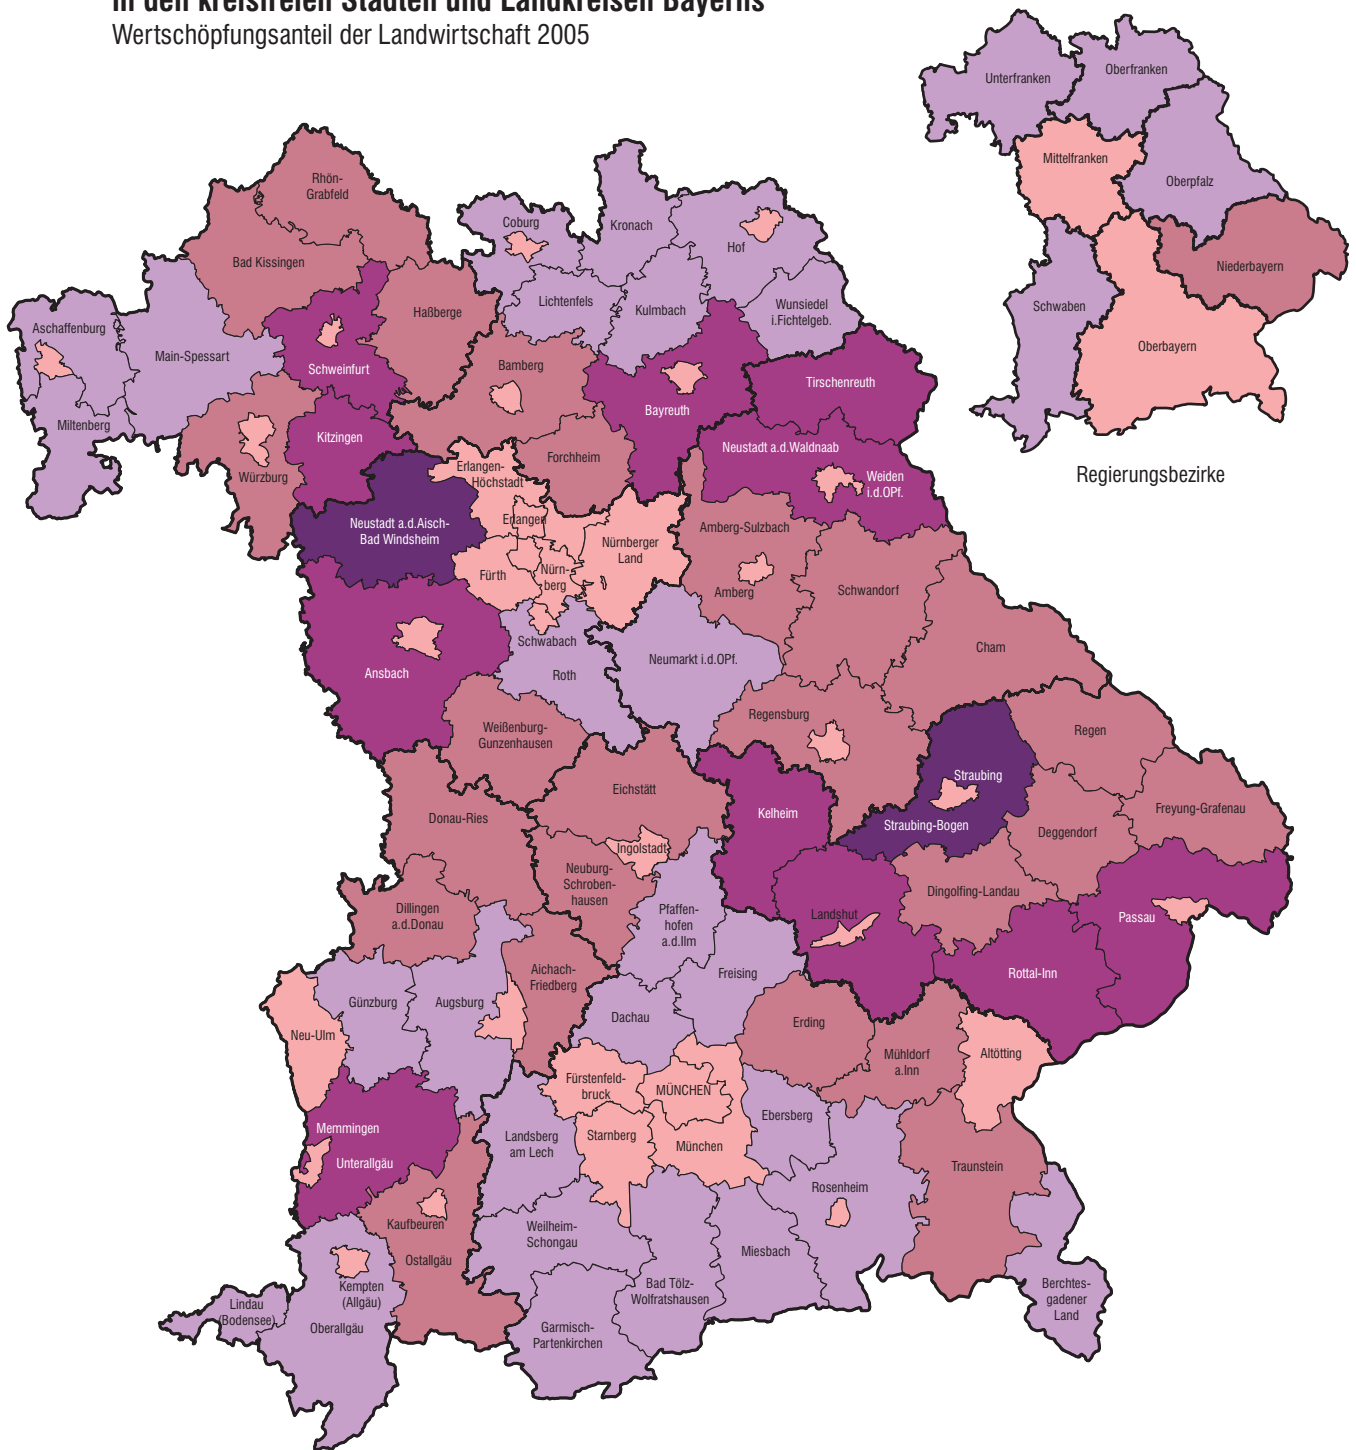 in den kreisfreien Städten und Landkreisen Bayerns
Wertschöpfungsanteil der Landwirtschaft 2005
Unterfranken
Oberfranken
Mittelfranken
Oberpfalz
Niederbayern
Schwaben
Oberbayern
Regierungsbezirke
Rhön-
Grabfeld
Bad Kissingen
Coburg
Kronach
Hof
Haßberge
Lichtenfels
Kulmbach
Wunsiedel
i.Fichtelgeb.
Aschaffenburg
Main-Spessart
Schweinfurt
Bamberg
Bayreuth
Tirschenreuth
Miltenberg
Kitzingen
Würzburg
Forchheim
Neustadt a.d.Waldnaab
Weiden
i.d.OPf.
Erlangen-
Höchstadt
Neustadt a.d.Aisch-
Bad Windsheim
Erlangen
Nürnberger
Land
Amberg-Sulzbach
Fürth
Nürn-
berg
Amberg
Schwandorf
Schwabach
Roth
Neumarkt i.d.OPf.
Cham
Ansbach
Weißenburg-
Gunzenhausen
Regensburg
Regen
Straubing
Eichstätt
Kelheim
Straubing-Bogen
Freyung-Grafenau
Deggendorf
Donau-Ries
Ingolstadt
Neuburg-
Schroben-
hausen
Dingolfing-Landau
Dillingen
a.d.Donau
Pfaffen-
hofen
a.d.Ilm
Landshut
Passau
Aichach-
Friedberg
Freising
Rottal-Inn
Günzburg
Augsburg
Dachau
Erding
Neu-Ulm
Mühldorf
a.Inn
Altötting
Fürstenfeld-
bruck
MÜNCHEN
Ebersberg
Memmingen
Landsberg
am Lech
Starnberg
München
Unterallgäu
Traunstein
Rosenheim
Kaufbeuren
Weilheim-
Schongau
Miesbach
Ostallgäu
Kempten
(Allgäu)
Bad Tölz-
Wolfratshausen
Berchtes-
gadener
Land
Lindau
(Bodensee)
Oberallgäu
Garmisch-
Partenkirchen